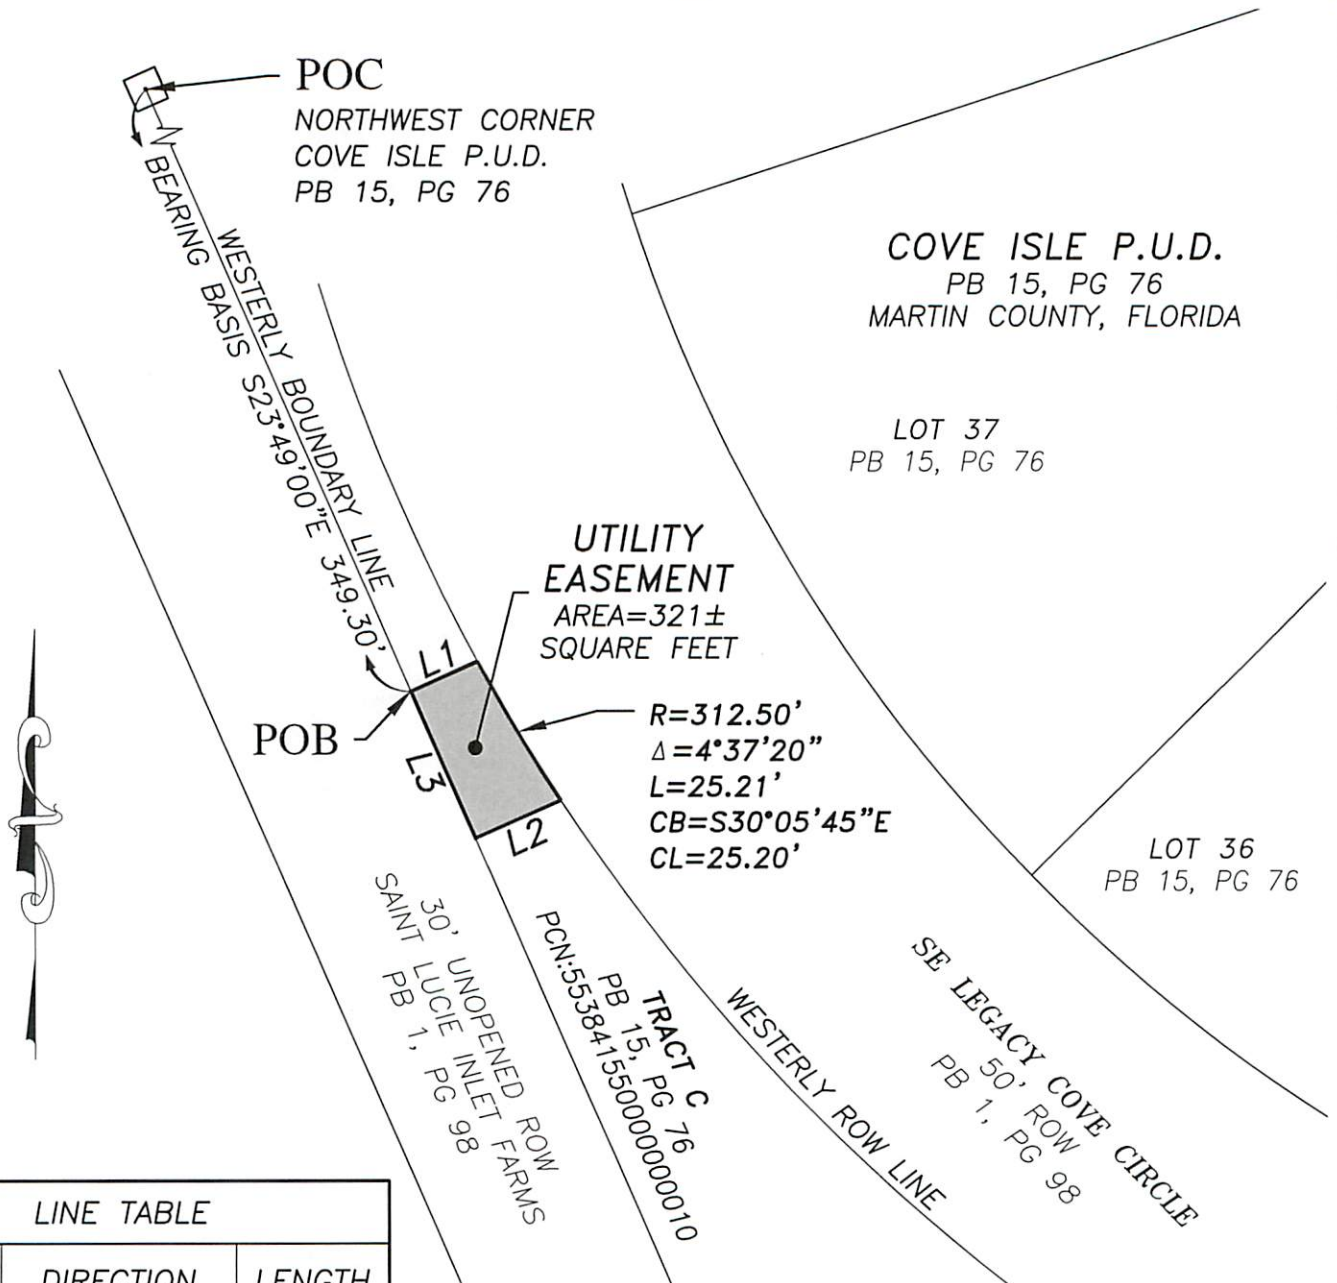 POC
NORTHWEST CORNER
COVE ISLE P.U.D.
PB 15, PG 76
WESTERLY BOUNDARY LINE
BEARING BASIS S23°49'00"E 349.30'
COVE ISLE P.U.D.
PB 15, PG 76
MARTIN COUNTY, FLORIDA
LOT 37
PB 15, PG 76
UTILITY
EASEMENT
AREA=321±
SQUARE FEET
L1
POB
L3
L2
R=312.50'
Δ=4°37'20"
L=25.21'
CB=S30°05'45"E
CL=25.20'
LOT 36
PB 15, PG 76
30' UNOPENED ROW
SAINT LUCIE INLET FARMS
PB 1, PG 98
TRACT C
PB 15, PG 76
PCN:553841550000000010
WESTERLY ROW LINE
SE LEGACY COVE CIRCLE
50' ROW
PB 1, PG 98
LINE TABLE
DIRECTION
LENGTH